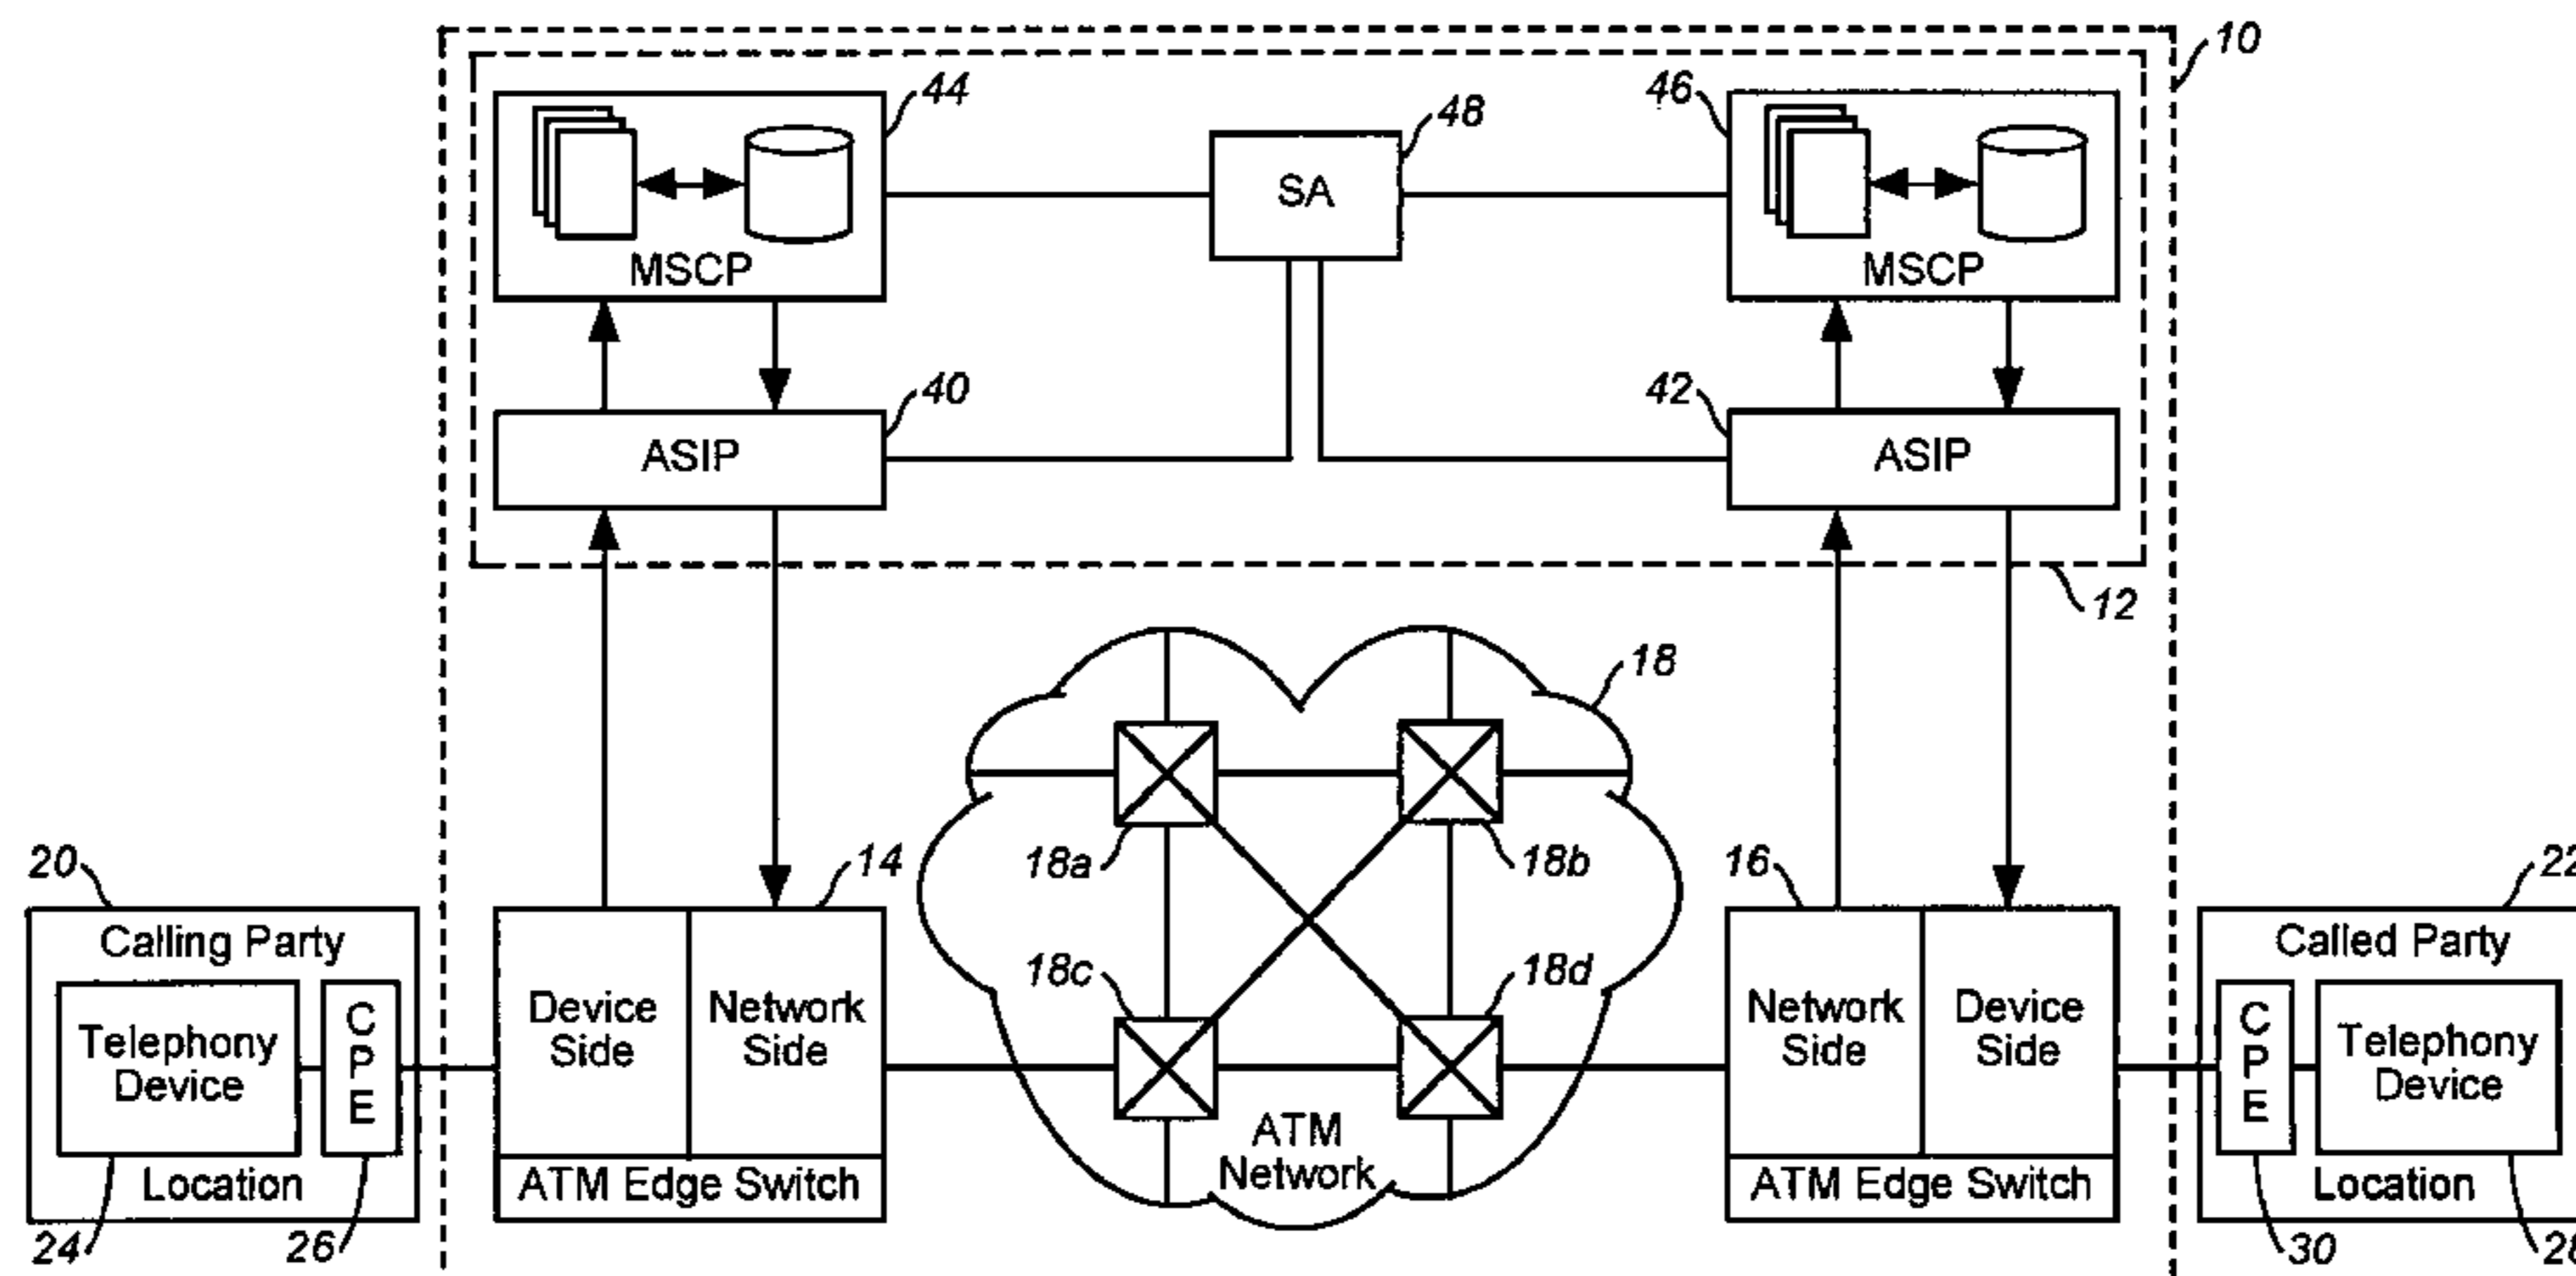 10
44
46
48
SA
MSCP
MSCP
40
42
ASIP
ASIP
12
18
18a
18b
20
14
16
22
Calling Party
Called Party
18c
18d
Device
Side
Network
Side
Network
Side
Device
Side
Telephony
Device
C
P
E
C
P
E
Telephony
Device
ATM
Network
Location
ATM Edge Switch
ATM Edge Switch
Location
24
26
30